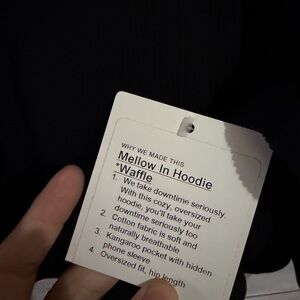 WHY WE MADE THIS
Mellow In Hoodie
*Waffle
1. We take downtime seriously.
With this cozy, oversized
hoodie, you'll take your
downtime seriously too
2. Cotton fabric is soft and
naturally breathable
3. Kangaroo pocket with hidden
phone sleeve
4. Oversized fit, hip length